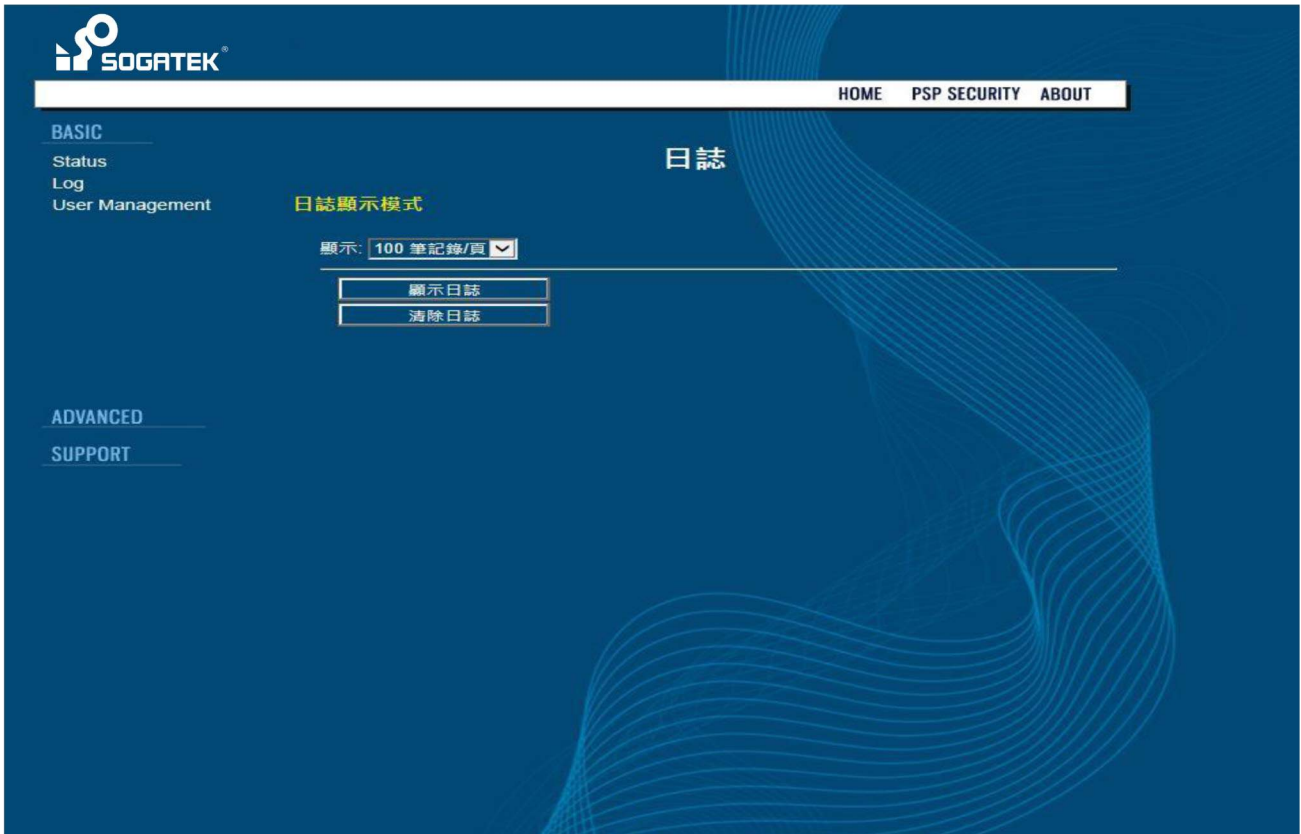 SOGATEK®
HOME PSP SECURITY ABOUT
BASIC
Status
Log
User Management
日誌
日誌顯示模式
顯示: 100 筆記錄/頁
顯示日誌
清除日誌
ADVANCED
SUPPORT